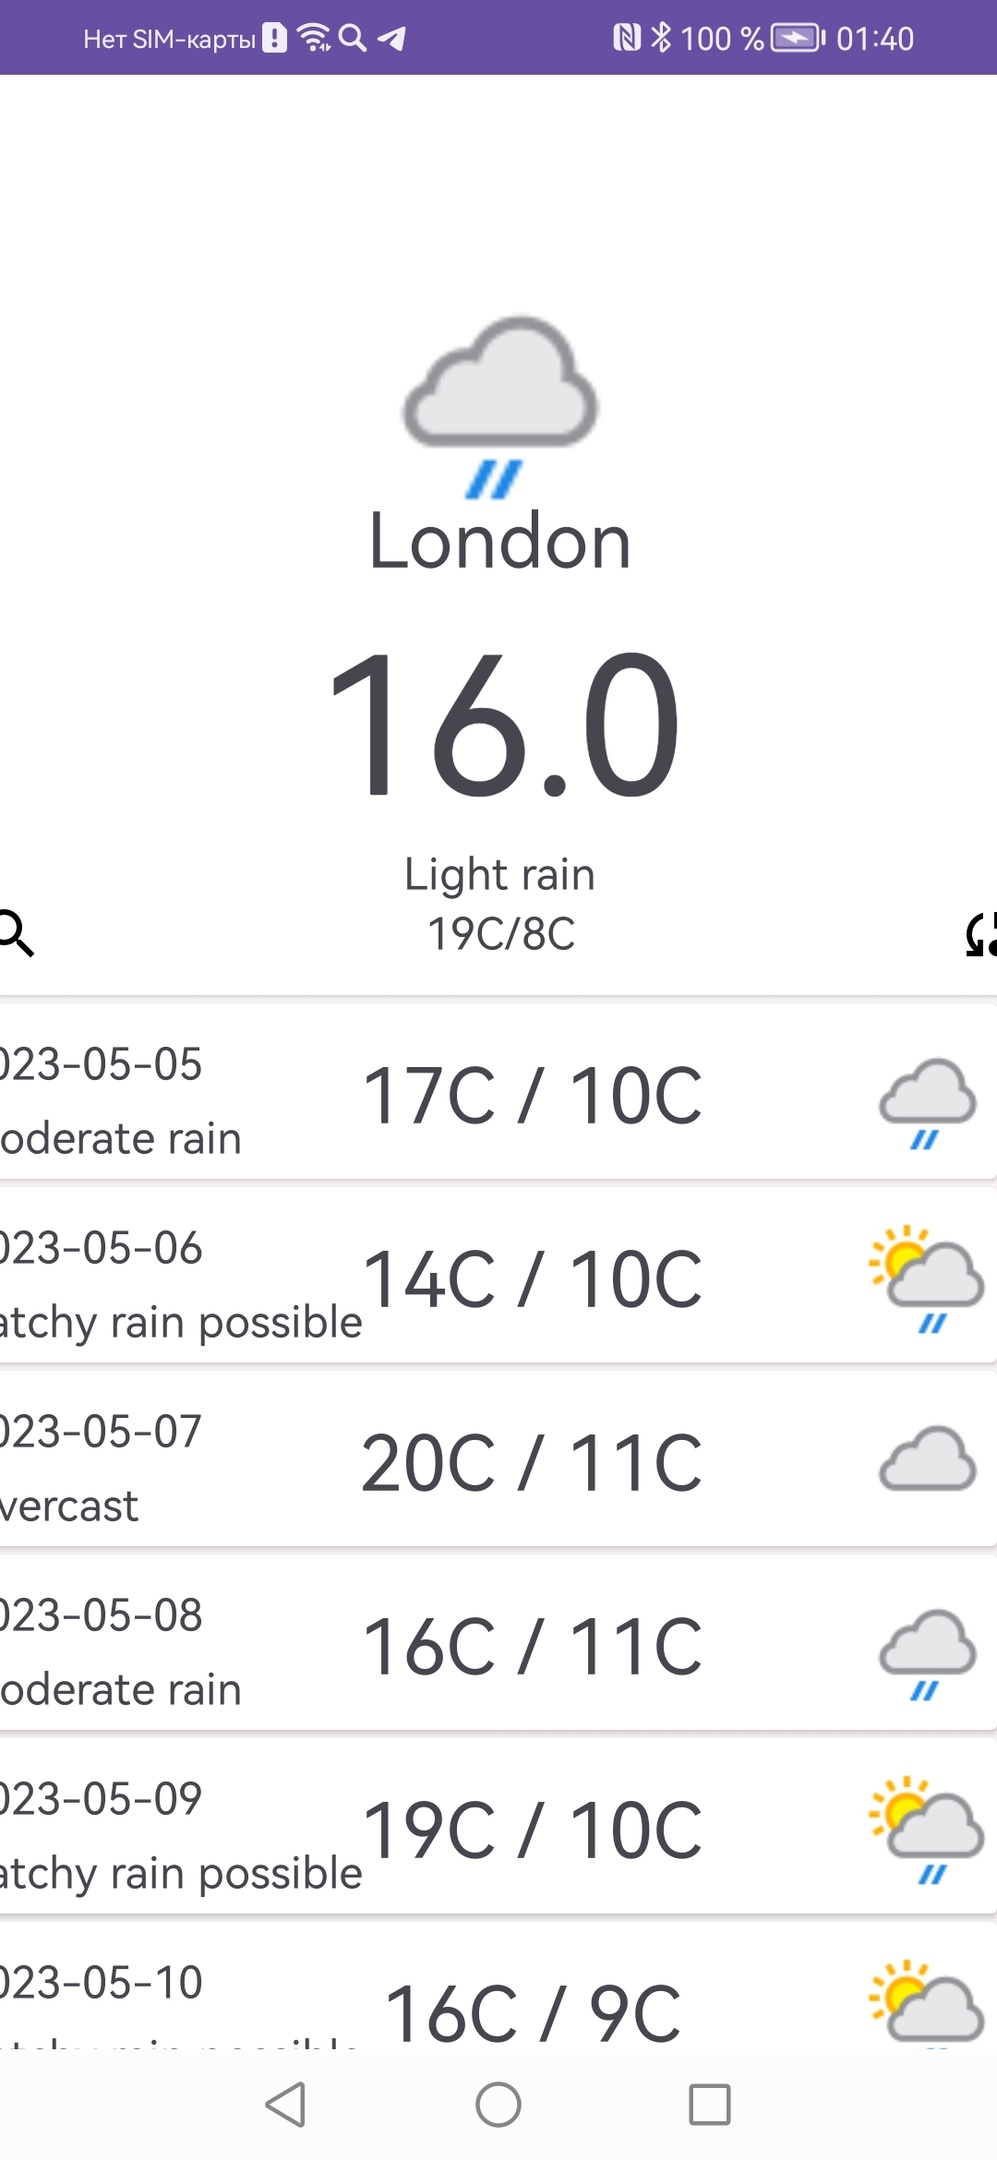 Нет SIM-карты 100 % 01:40
London
16.0
Light rain
19C/8C
023-05-05
oderate rain
17C / 10C
023-05-06
atchy rain possible
14C / 10C
023-05-07
vercast
20C / 11C
023-05-08
oderate rain
16C / 11C
023-05-09
atchy rain possible
19C / 10C
023-05-10
16C / 9C